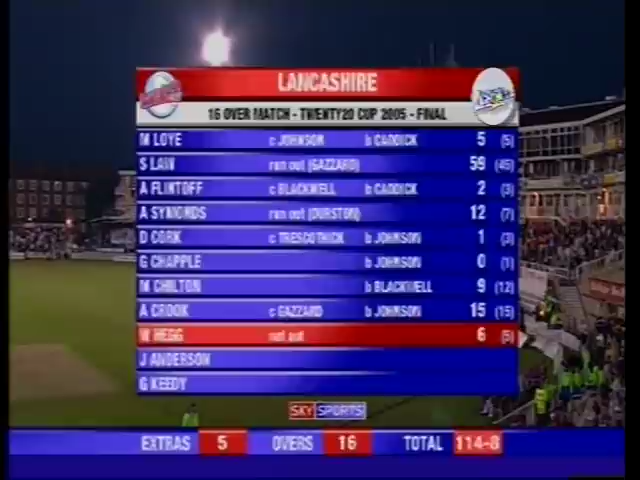 LANCASHIRE
16 OVER MATCH - TWENTY20 CUP 2005 - FINAL
M LOYE c JOHNSON b CADDICK 5 (5)
S LAW run out (GAZZARD) 59 (45)
A FLINTOFF c BLACKWELL b CADDICK 2 (3)
A SYMONDS run out (DURSTON) 12 (7)
D CORK c TRESCOTHICK b JOHNSON 1 (3)
G CHAPPLE b JOHNSON 0 (1)
M CHILTON b BLACKWELL 9 (12)
A CROOK c GAZZARD b JOHNSON 15 (15)
W HEGG not out 6 (5)
J ANDERSON
G KEEDY
SKY SPORTS
EXTRAS 5 OVERS 16 TOTAL 114-8